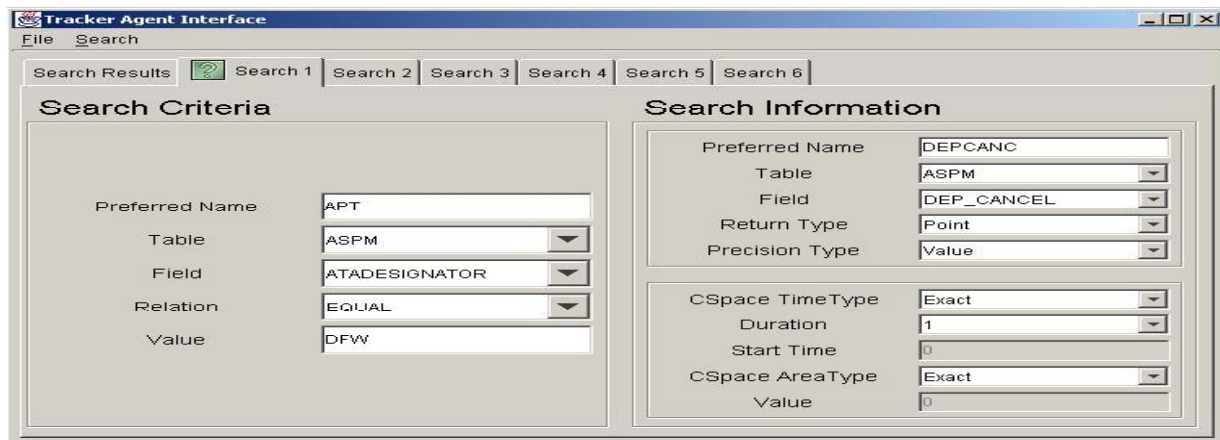 Tracker Agent Interface
File Search
Search Results Search 1 Search 2 Search 3 Search 4 Search 5 Search 6
Search Criteria
Preferred Name APT
Table ASPM
Field ATADESIGNATOR
Relation EQUAL
Value DFW
Search Information
Preferred Name DEPCANC
Table ASPM
Field DEP_CANCEL
Return Type Point
Precision Type Value
CSpace TimeType Exact
Duration 1
Start Time 0
CSpace AreaType Exact
Value 0